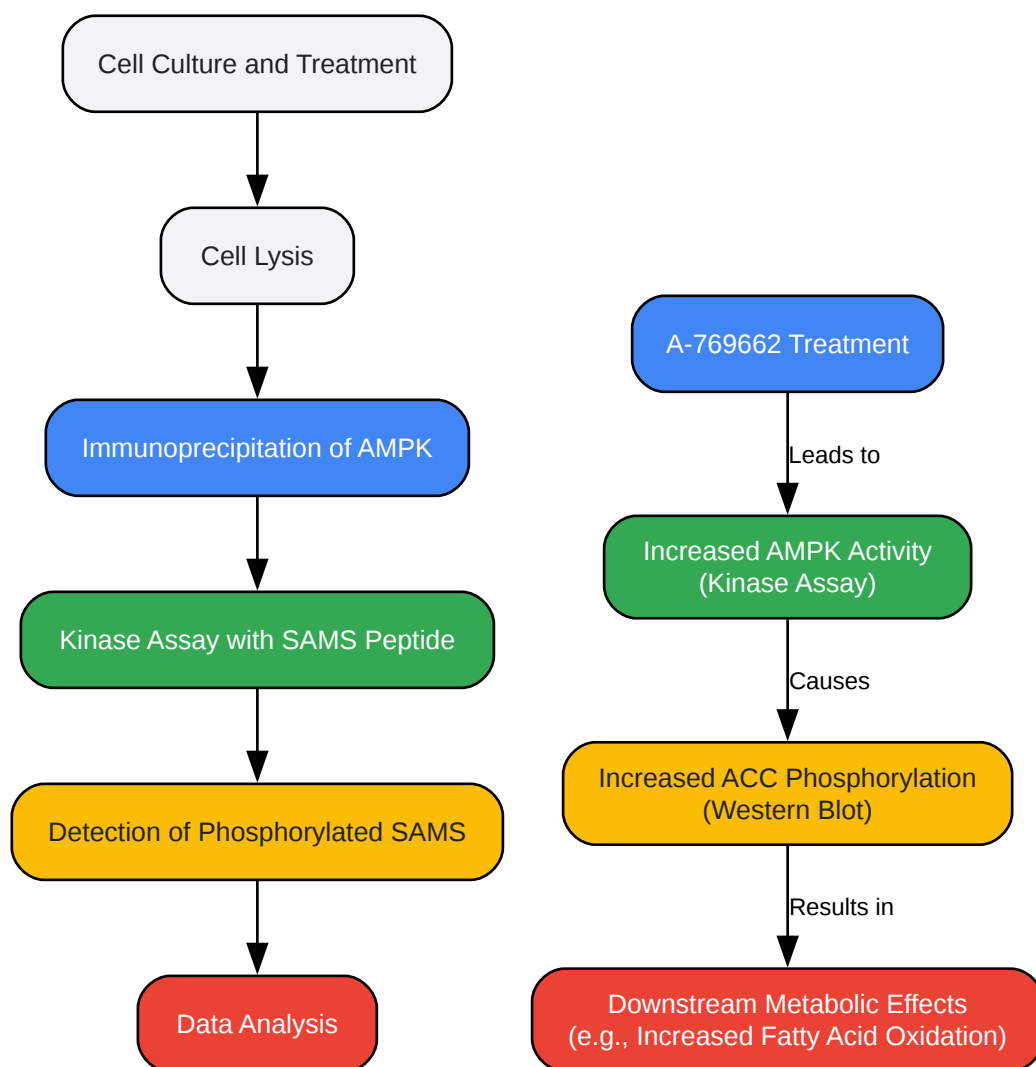 Cell Culture and Treatment
Cell Lysis
Immunoprecipitation of AMPK
Kinase Assay with SAMS Peptide
Detection of Phosphorylated SAMS
Data Analysis
A-769662 Treatment
Leads to
Increased AMPK Activity
(Kinase Assay)
Causes
Increased ACC Phosphorylation
(Western Blot)
Results in
Downstream Metabolic Effects
(e.g., Increased Fatty Acid Oxidation)